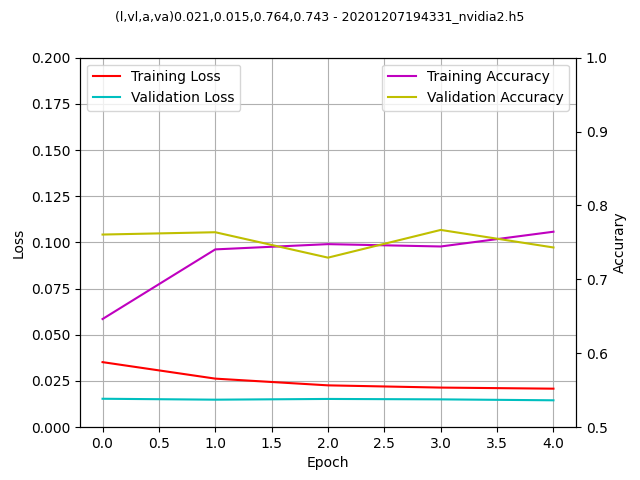 (l,vl,a,va)0.021,0.015,0.764,0.743 - 20201207194331_nvidia2.h5
Training Loss
Validation Loss
Training Accuracy
Validation Accuracy
0.200
0.175
0.150
0.125
0.100
0.075
0.050
0.025
0.000
Loss
1.0
0.9
0.8
0.7
0.6
0.5
Accurary
0.0 0.5 1.0 1.5 2.0 2.5 3.0 3.5 4.0
Epoch